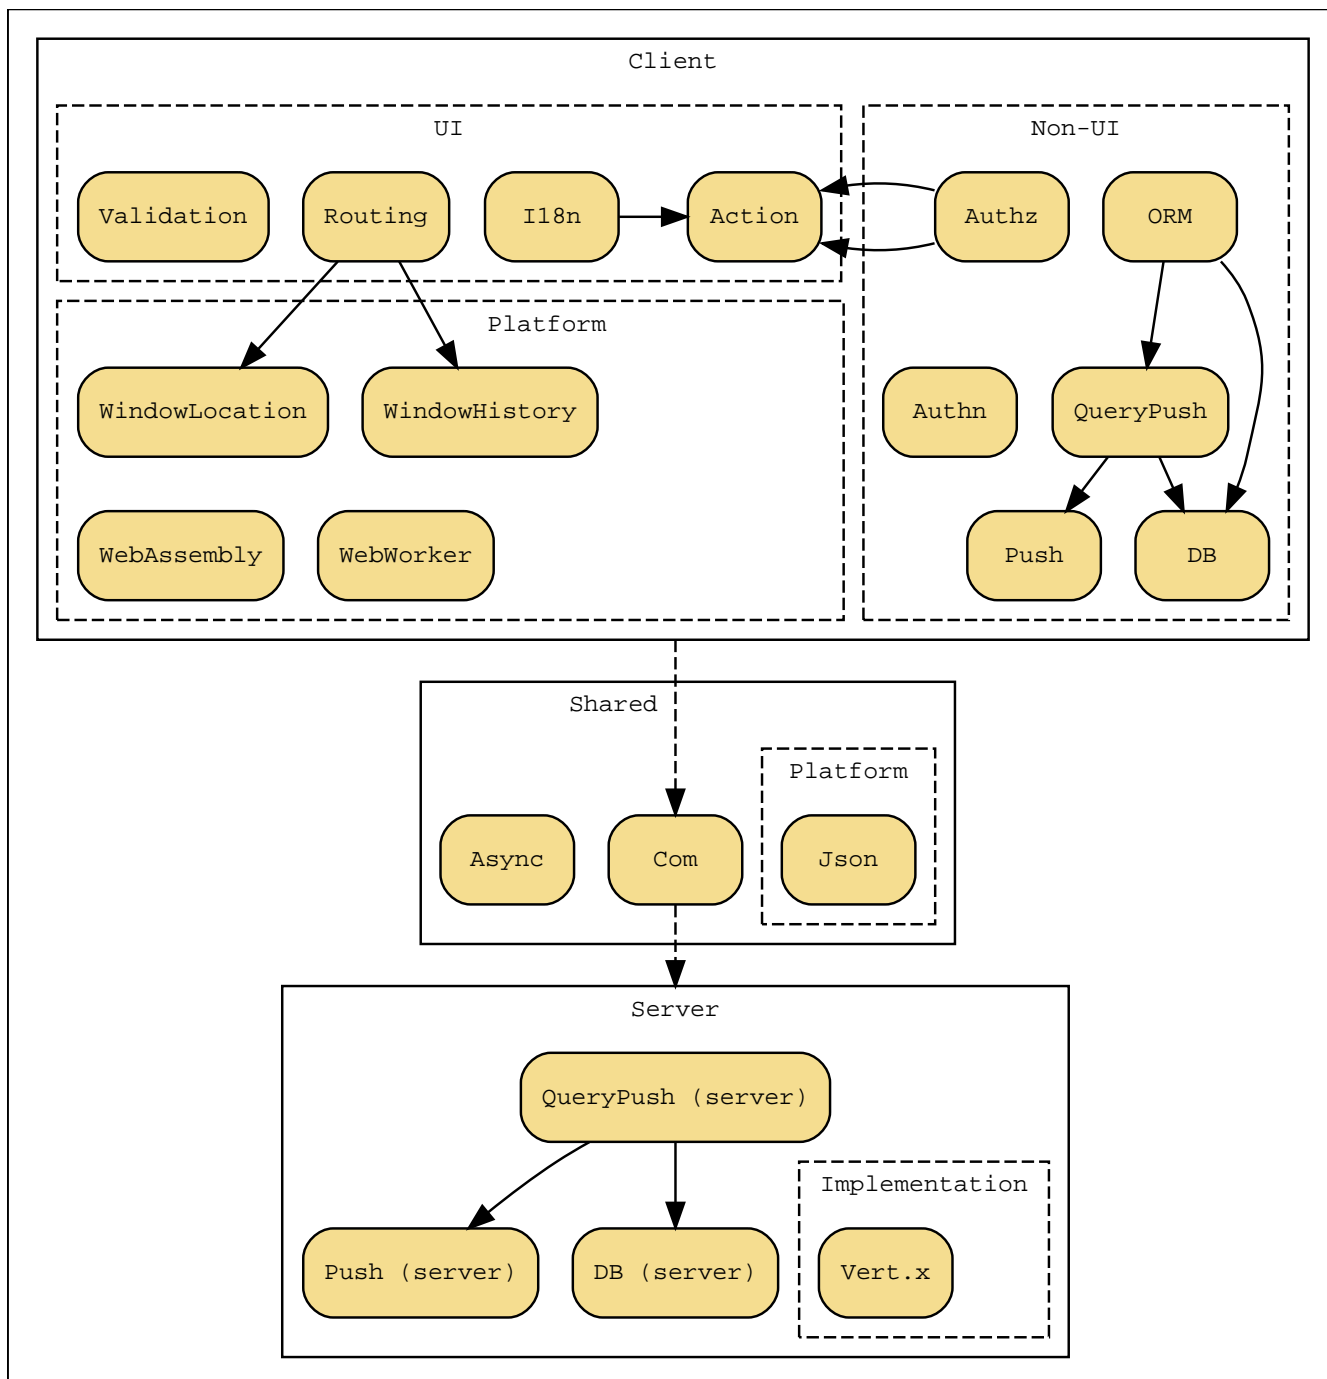 Client
UI
Non-UI
Validation
Routing
I18n
Action
Authz
ORM
Platform
WindowLocation
WindowHistory
Authn
QueryPush
WebAssembly
WebWorker
Push
DB
Shared
Platform
Async
Com
Json
Server
QueryPush (server)
Implementation
Push (server)
DB (server)
Vert.x